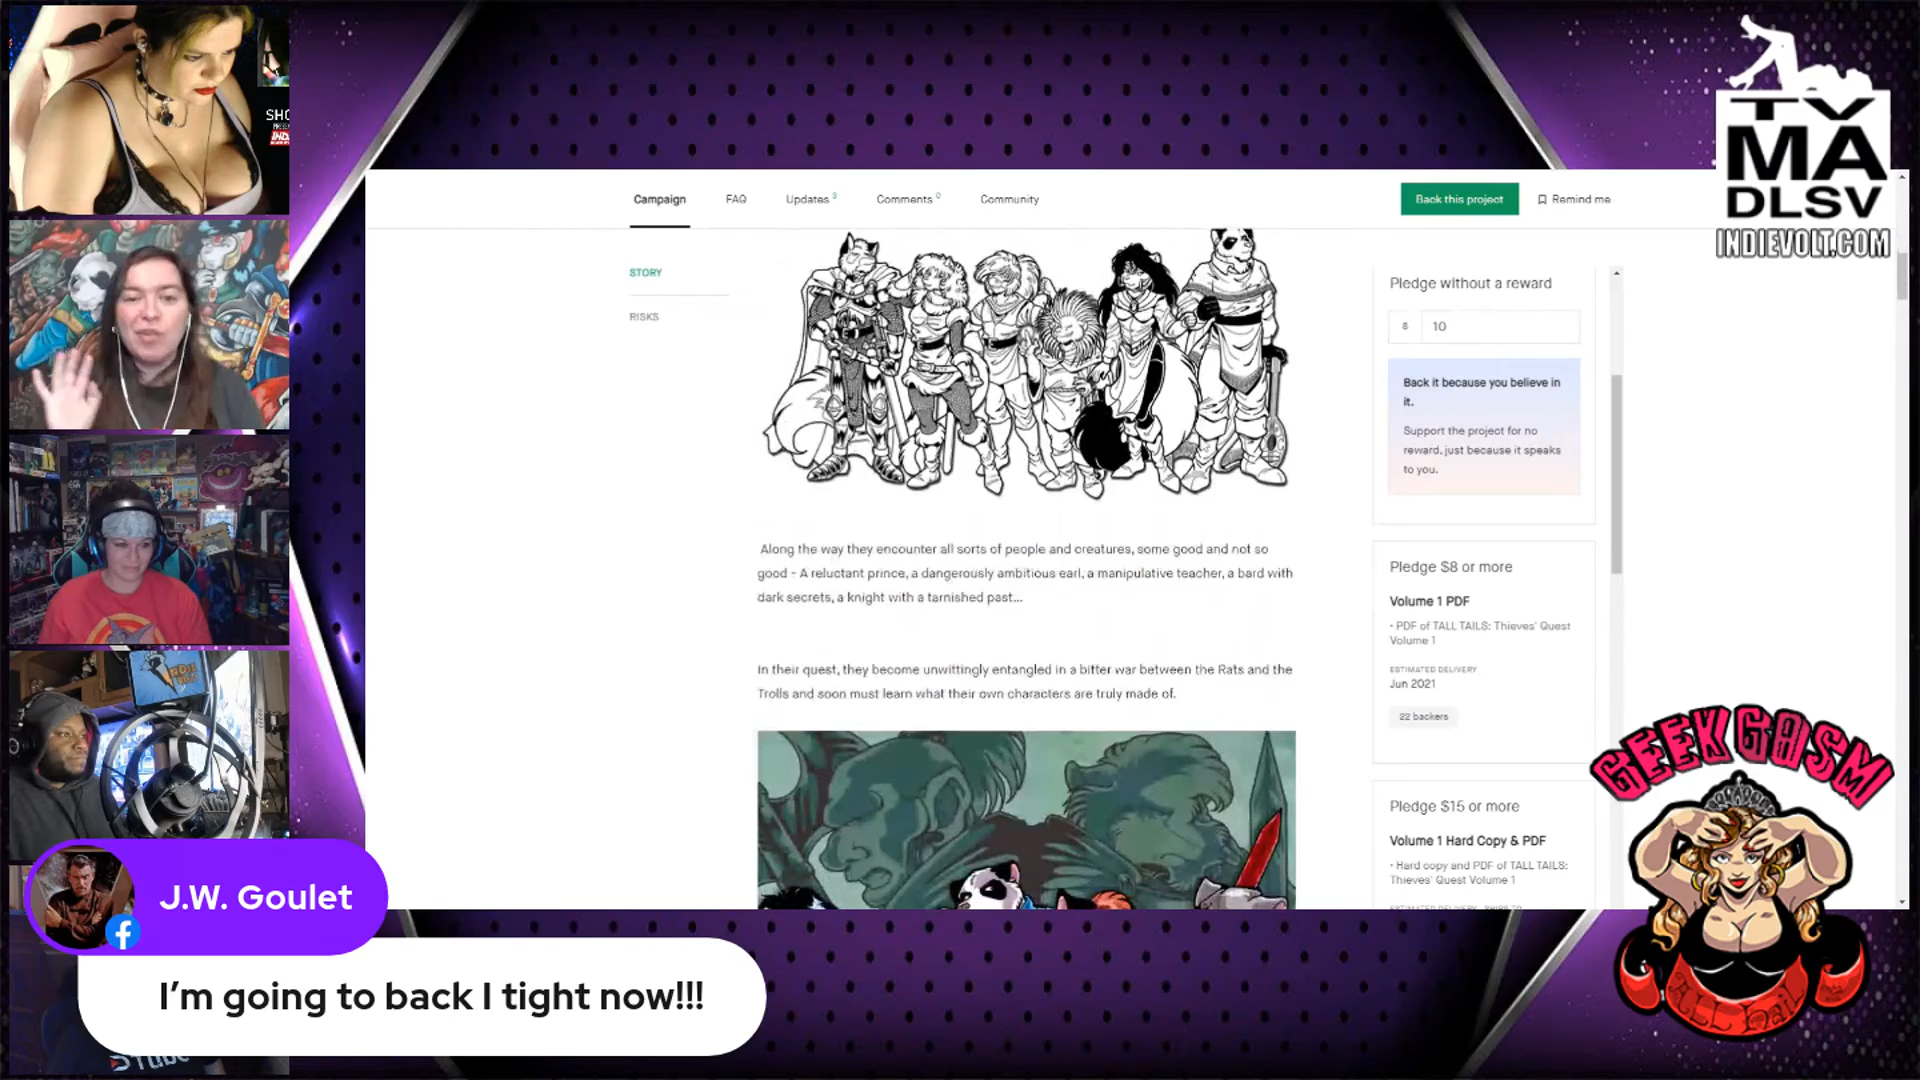 SHO
IND
TV
MA
DLSV
INDIEVOLT.COM
Campaign
FAQ
Updates 5
Comments 0
Community
Back this project
Remind me
STORY
RISKS
Along the way they encounter all sorts of people and creatures, some good and not so
good - A reluctant prince, a dangerously ambitious earl, a manipulative teacher, a bard with
dark secrets, a knight with a tarnished past...
In their quest, they become unwittingly entangled in a bitter war between the Rats and the
Trolls and soon must learn what their own characters are truly made of.
Pledge without a reward
$ 10
Back it because you believe in
it.
Support the project for no
reward, just because it speaks
to you.
Pledge $8 or more
Volume 1 PDF
• PDF of TALL TAILS: Thieves' Quest
Volume 1
ESTIMATED DELIVERY
Jun 2021
22 backers
Pledge $15 or more
Volume 1 Hard Copy & PDF
• Hard copy and PDF of TALL TAILS:
Thieves' Quest Volume 1
GEEK GASM
J.W. Goulet
I'm going to back I tight now!!!